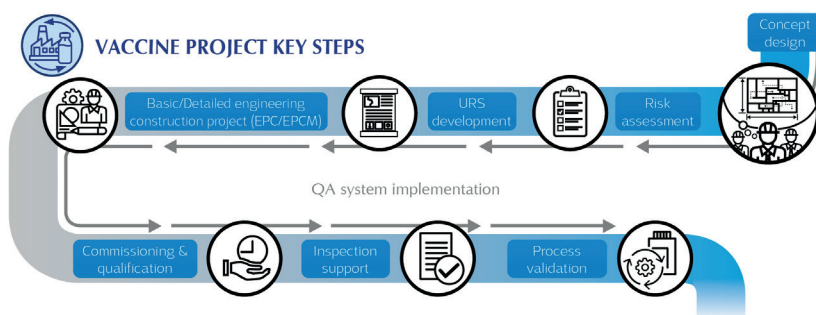 VACCINE PROJECT KEY STEPS
Concept
design
Basic/Detailed engineering
construction project (EPC/EPCM)
URS
development
Risk
assessment
QA system implementation
Commissioning &
qualification
Inspection
support
Process
validation